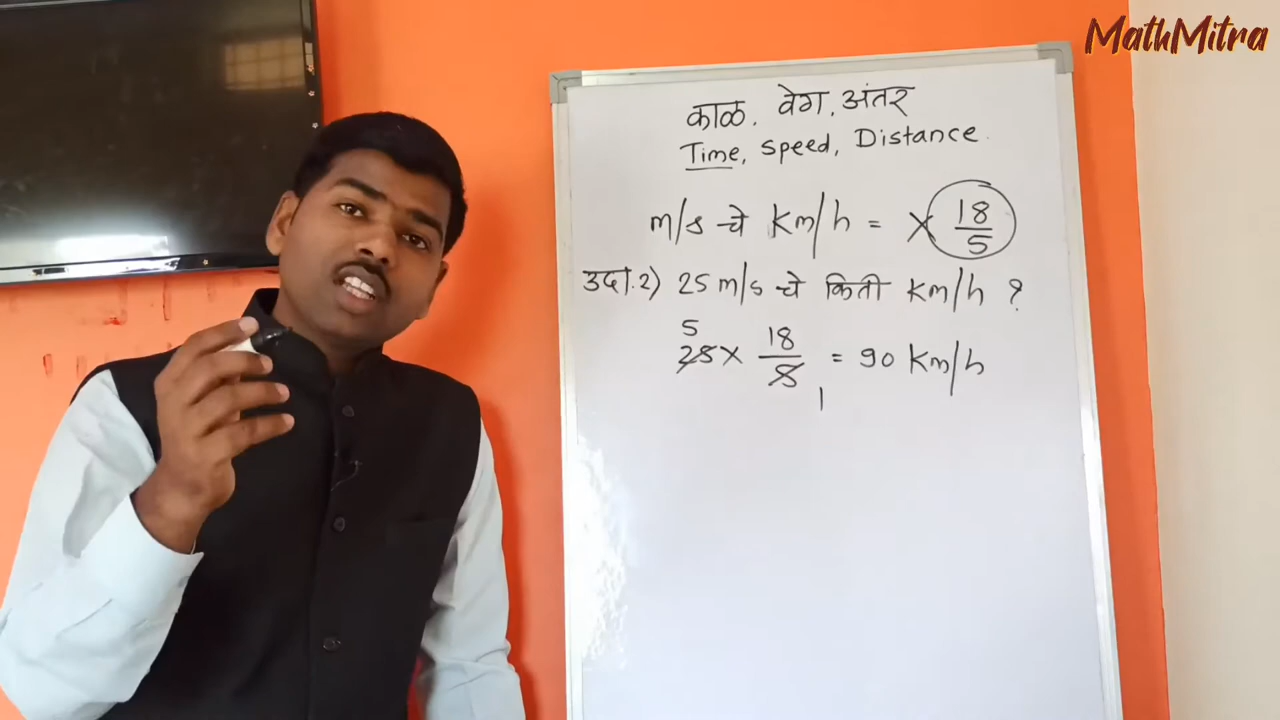 MathMitra
काळ, वेग, अंतर
Time, Speed, Distance
m/s चे Km/h = × 18/5
उदा.2) 25 m/s चे किती Km/h ?
5
25 × 18/5 = 90 Km/h
1